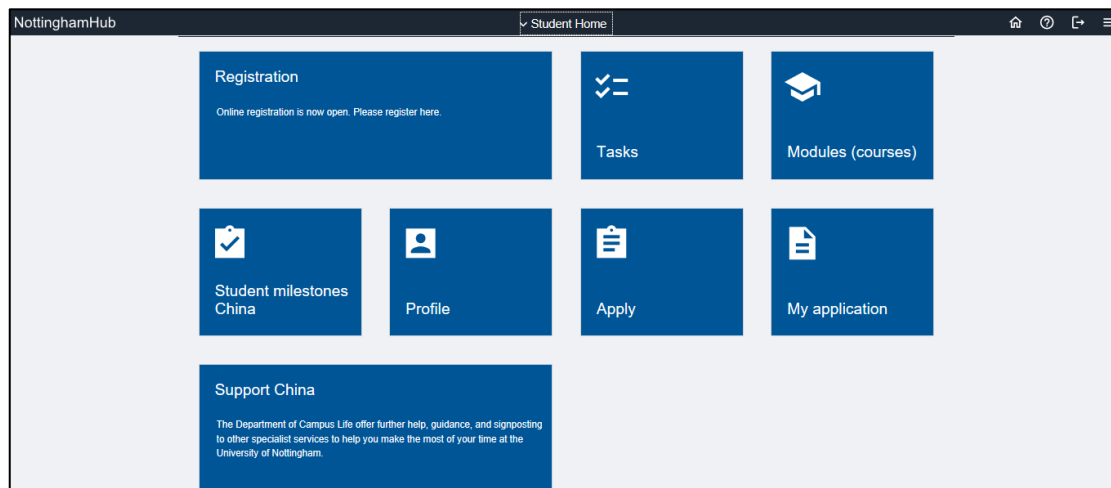 NottinghamHub
Student Home
Registration
Online registration is now open. Please register here.
Tasks
Modules (courses)
Student milestones
China
Profile
Apply
My application
Support China
The Department of Campus Life offer further help, guidance, and signposting
to other specialist services to help you make the most of your time at the
University of Nottingham.